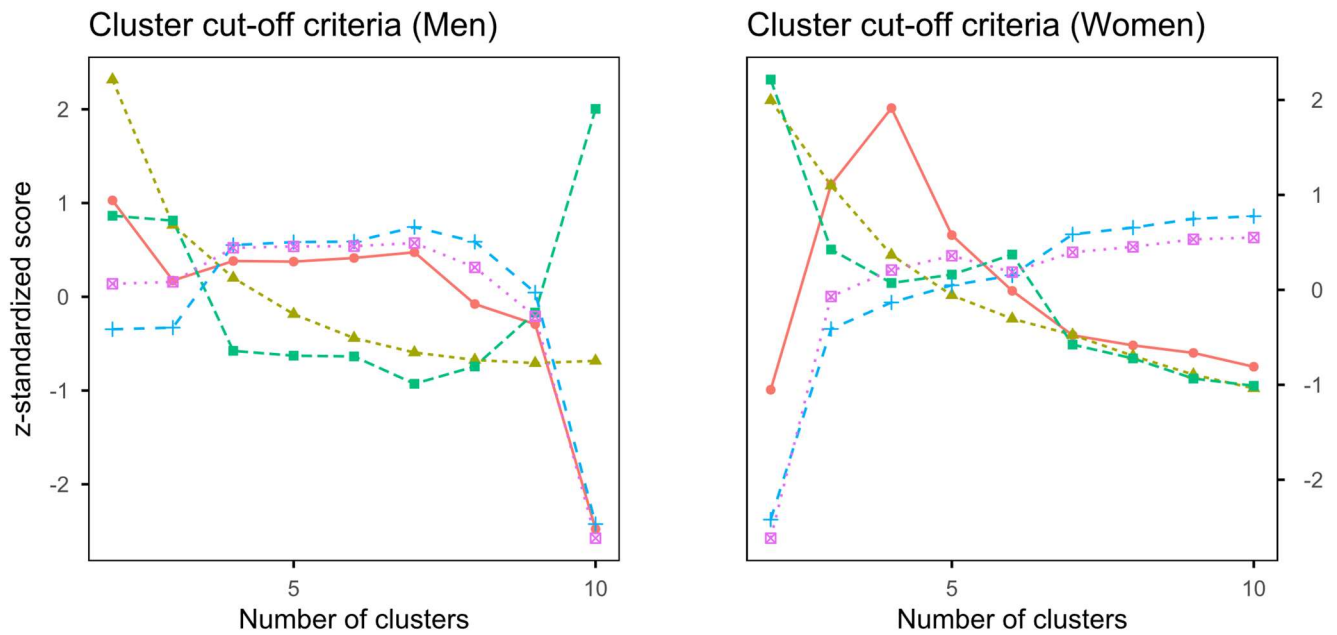 Cluster cut-off criteria (Men)
Cluster cut-off criteria (Women)
z-standardized score
2
1
0
-1
-2
2
1
0
-1
-2
5
10
5
10
Number of clusters
Number of clusters